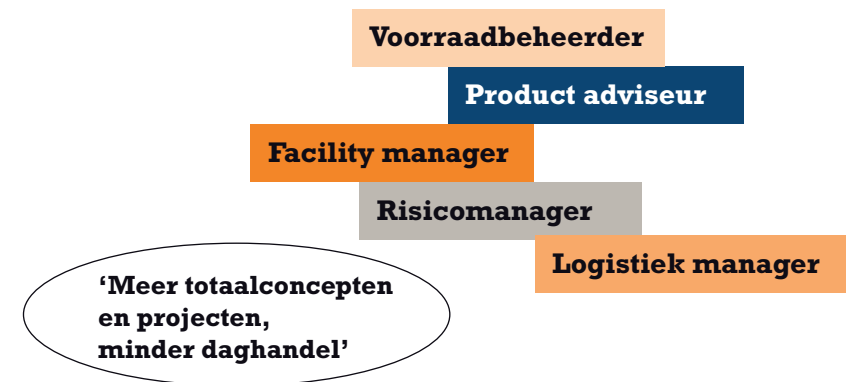 Voorraadbeheerder
Product adviseur
Facility manager
Risicomanager
Logistiek manager
‘Meer totaalconcepten
en projecten,
minder daghandel’